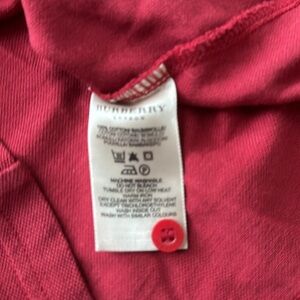 BURBERRY
LONDON
MACHINE WASHABLE
DO NOT BLEACH
TUMBLE DRY ON LOW HEAT
WARM IRON
DRY CLEAN WITH ANY SOLVENT
EXCEPT TRICHLOROETHYLENE
WASH INSIDE OUT
WASH WITH SIMILAR COLOURS